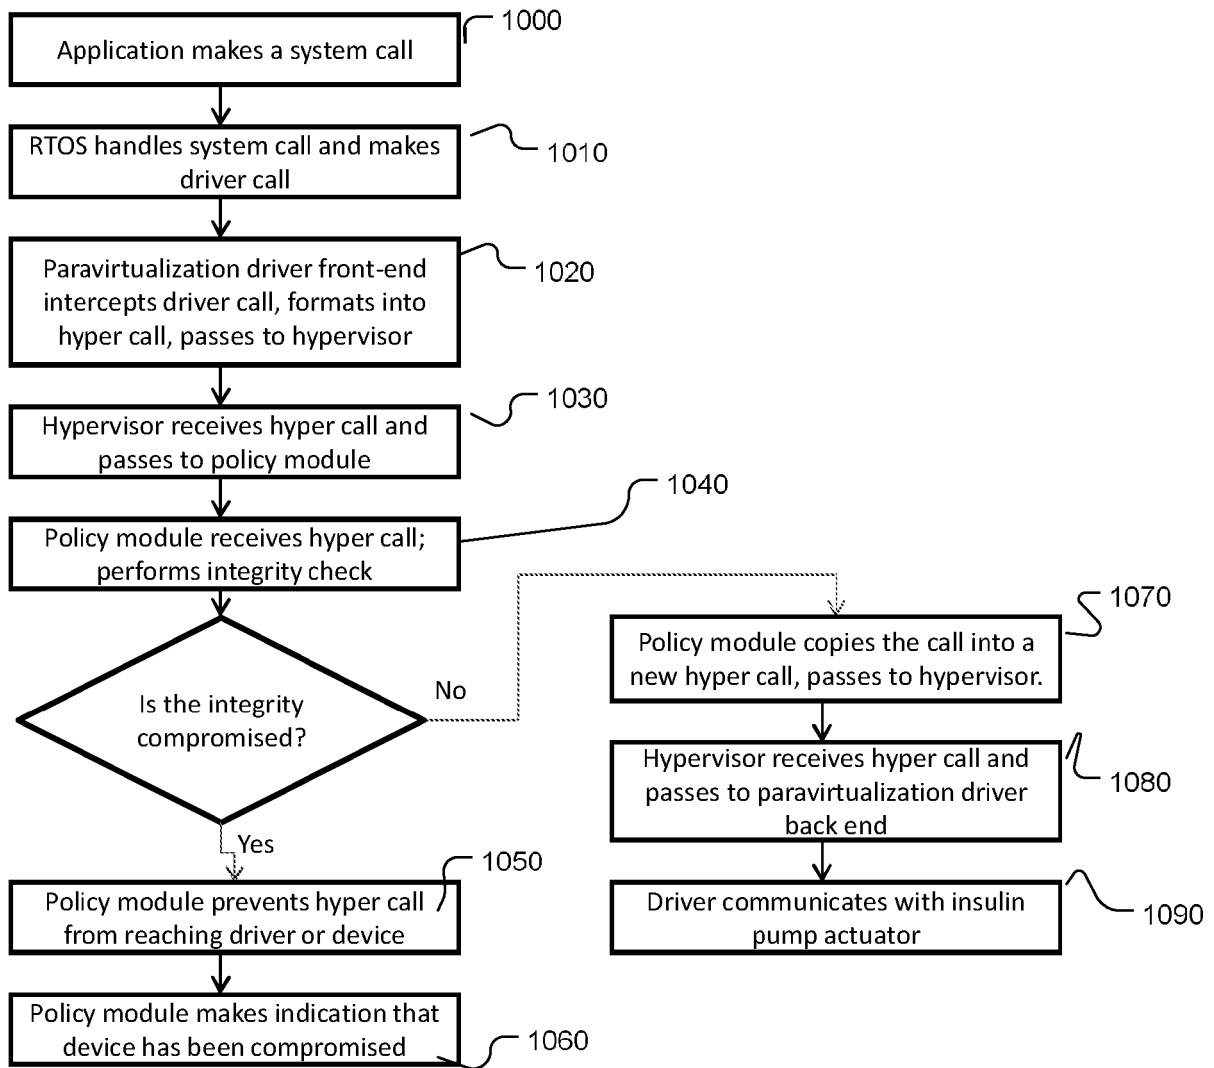 1000
Application makes a system call
RTOS handles system call and makes
driver call
1010
Paravirtualization driver front-end
intercepts driver call, formats into
hyper call, passes to hypervisor
1020
Hypervisor receives hyper call and
passes to policy module
1030
Policy module receives hyper call;
performs integrity check
1040
Is the integrity
compromised?
No
Yes
Policy module prevents hyper call
from reaching driver or device
1050
Policy module makes indication that
device has been compromised
1060
Policy module copies the call into a
new hyper call, passes to hypervisor.
1070
Hypervisor receives hyper call and
passes to paravirtualization driver
back end
1080
Driver communicates with insulin
pump actuator
1090